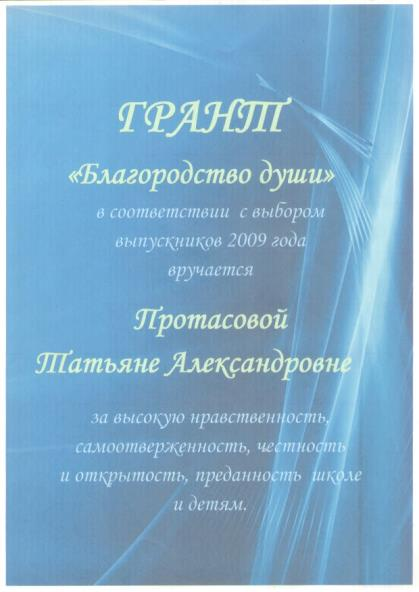 ГРАНТ
«Благородство души»
в соответствии с выбором
выпускников 2009 года
вручается
Протасовой
Татьяне Александровне
за высокую нравственность,
самоотверженность, честность
и открытость, преданность школе
и детям.